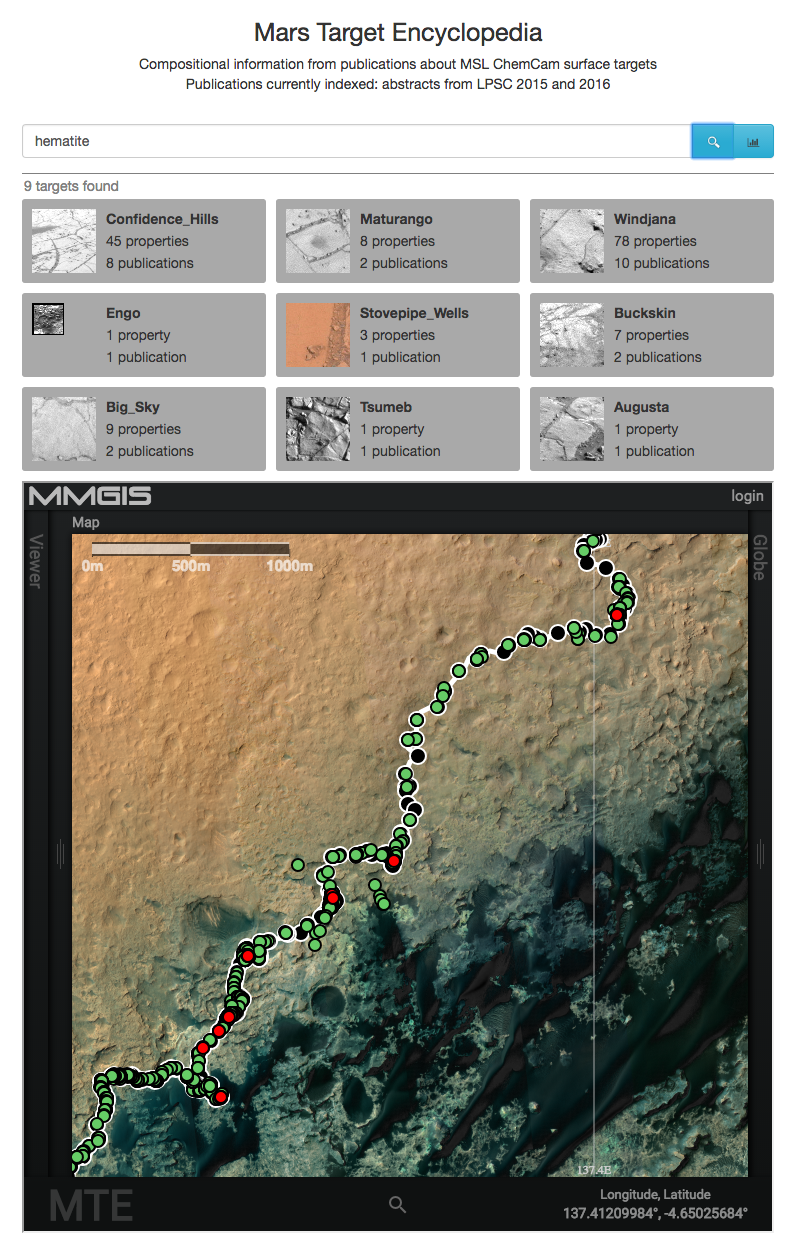 Mars Target Encyclopedia
Compositional information from publications about MSL ChemCam surface targets
Publications currently indexed: abstracts from LPSC 2015 and 2016
hematite
9 targets found
Confidence_Hills
45 properties
8 publications
Maturango
8 properties
2 publications
Windjana
78 properties
10 publications
Engo
1 property
1 publication
Stovepipe_Wells
3 properties
1 publication
Buckskin
7 properties
2 publications
Big_Sky
9 properties
2 publications
Tsumeb
1 property
1 publication
Augusta
1 property
1 publication
MMGIS
login
Map
Viewer
Globe
0m 500m 1000m
137.4E
MTE
Longitude, Latitude
137.41209984°, -4.65025684°